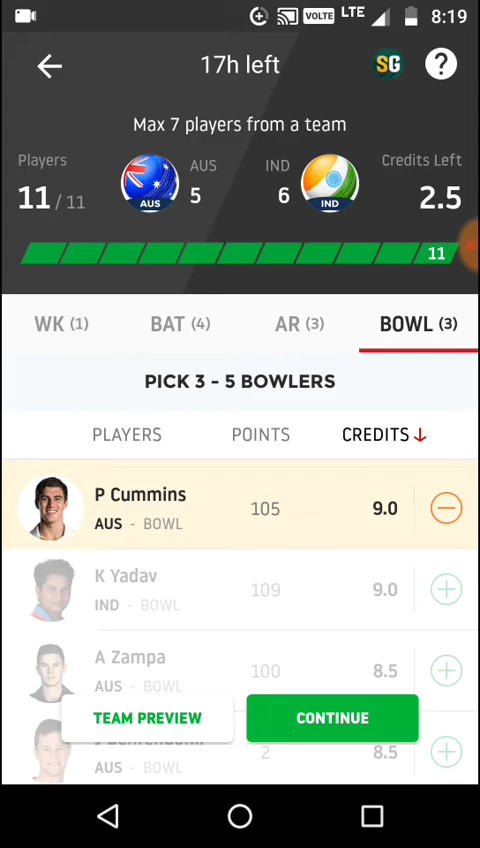 VOLTE LTE 8:19
17h left SG ?
Max 7 players from a team
Players AUS IND Credits Left
11 / 11 AUS 5 6 IND 2.5
11
WK (1) BAT (4) AR (3) BOWL (3)
PICK 3 - 5 BOWLERS
PLAYERS POINTS CREDITS
P Cummins 105 9.0
AUS - BOWL
K Yadav 109 9.0
IND - BOWL
A Zampa 100 8.5
AUS - BOWL
TEAM PREVIEW CONTINUE
2 8.5
AUS - BOWL